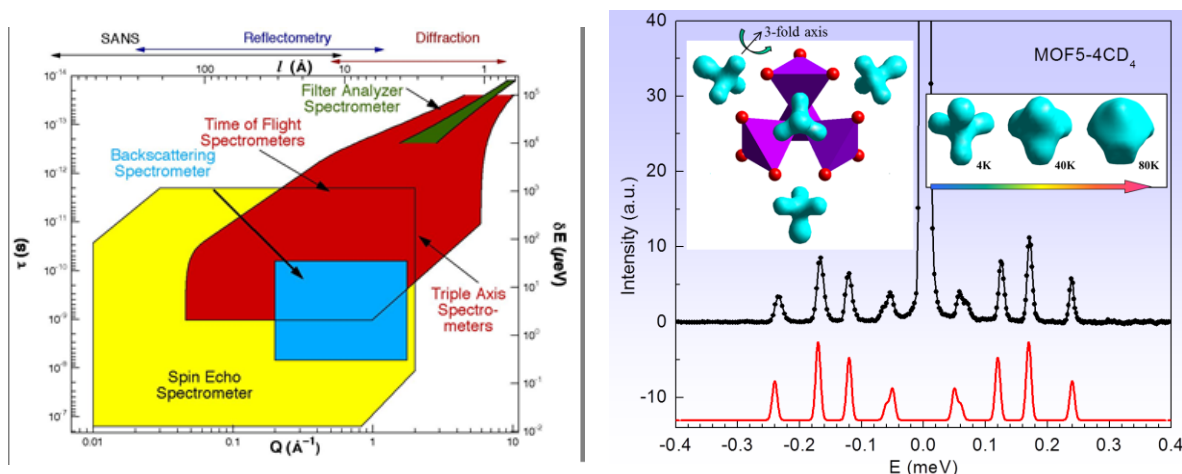 SANS
Reflectometry
Diffraction
100
l (Å)
10
1
Filter Analyzer
Spectrometer
Time of Flight
Spectrometers
Backscattering
Spectrometer
Triple Axis
Spectro-
meters
Spin Echo
Spectrometer
τ (s)
10⁻¹⁴
10⁻¹³
10⁻¹²
10⁻¹¹
10⁻¹⁰
10⁻⁹
10⁻⁸
10⁻⁷
δE (µeV)
10⁵
10⁴
10³
10²
10¹
10⁰
10⁻¹
10⁻²
0.01
0.1
1
10
Q (Å⁻¹)
3-fold axis
MOF5-4CD₄
4K
40K
80K
Intensity (a.u.)
40
30
20
10
0
-10
-0.4
-0.3
-0.2
-0.1
0.0
0.1
0.2
0.3
0.4
E (meV)